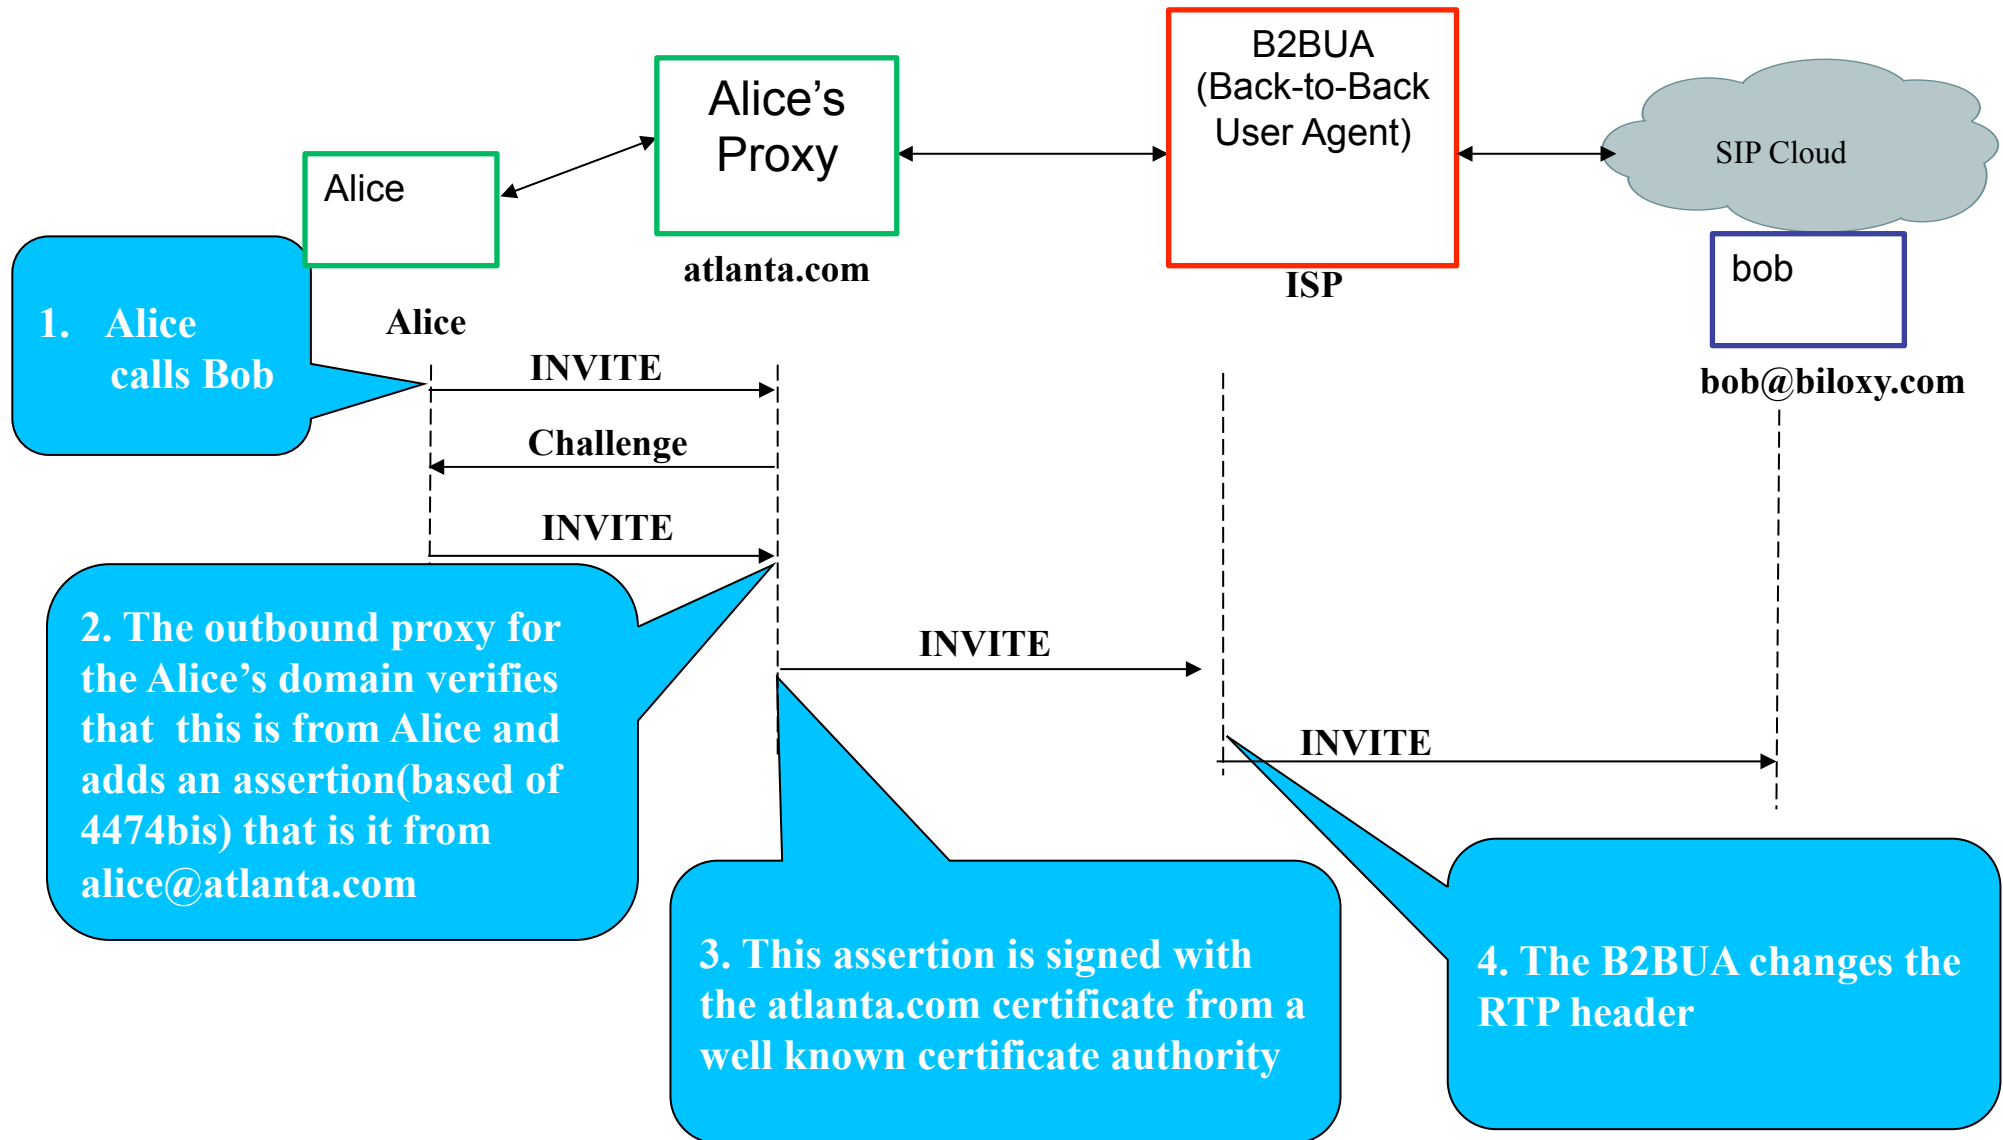 B2BUA
(Back-to-Back
User Agent)
Alice’s
Proxy
SIP Cloud
Alice
atlanta.com
ISP
bob
bob@biloxy.com
1. Alice
calls Bob
Alice
INVITE
Challenge
INVITE
2. The outbound proxy for
the Alice’s domain verifies
that this is from Alice and
adds an assertion(based of
4474bis) that is it from
alice@atlanta.com
INVITE
INVITE
3. This assertion is signed with
the atlanta.com certificate from a
well known certificate authority
4. The B2BUA changes the
RTP header